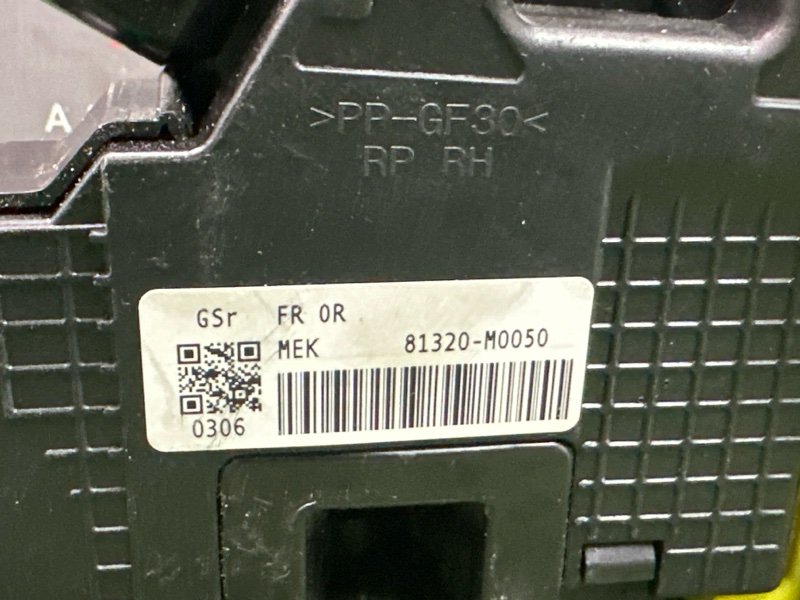 A
>PP-GF30<
RP RH
GSr FR 0R
MEK 81320-M0050
0306